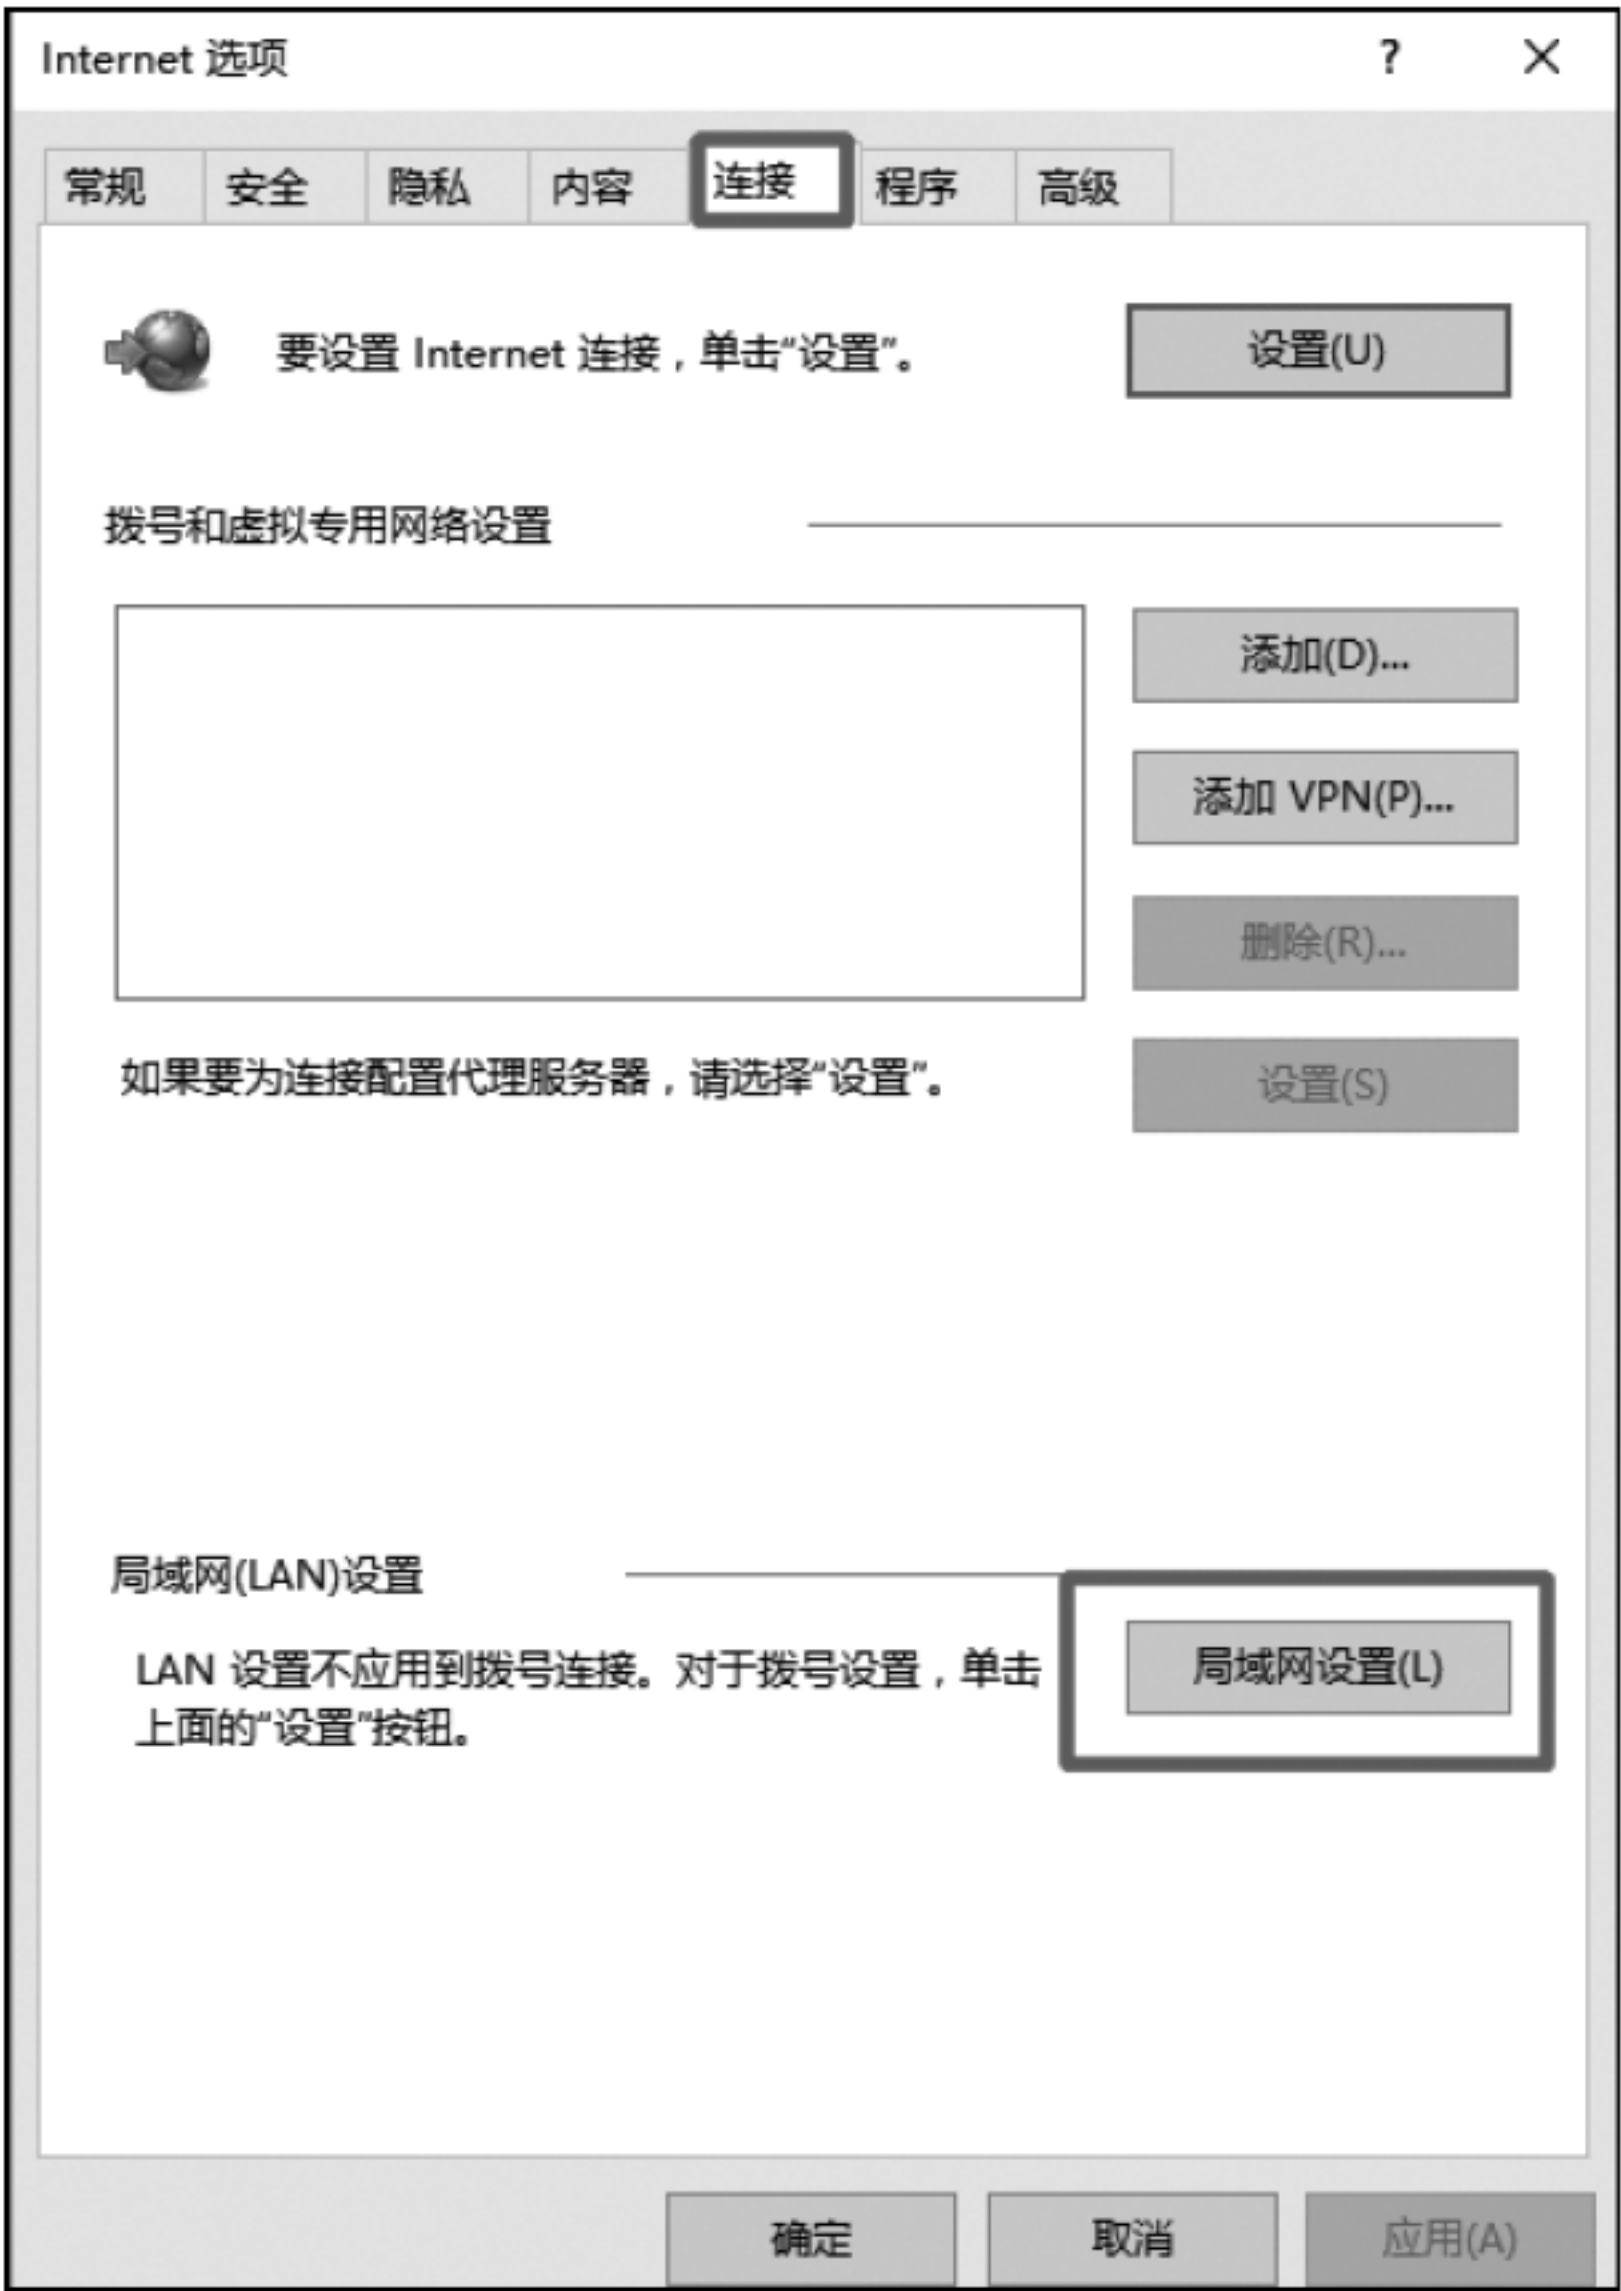 Internet 选项 ?
常规 安全 隐私 内容 连接 程序 高级
要设置 Internet 连接，单击“设置”。 设置(U)
拨号和虚拟专用网络设置
添加(D)...
添加 VPN(P)...
删除(R)...
如果要为连接配置代理服务器，请选择“设置”。 设置(S)
局域网(LAN)设置
LAN 设置不应用到拨号连接。对于拨号设置，单击
上面的“设置”按钮。
局域网设置(L)
确定 取消 应用(A)